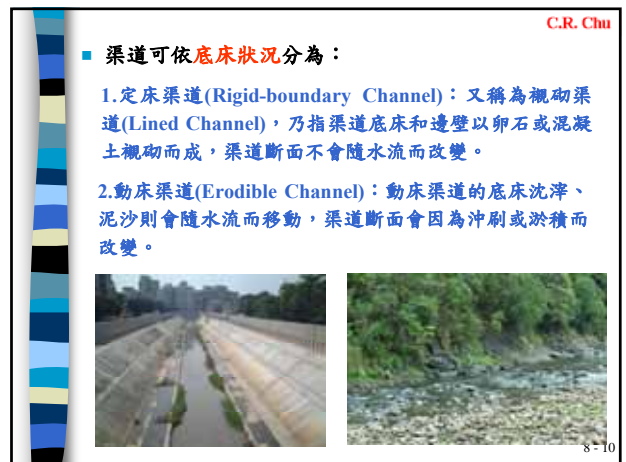 C.R. Chu
渠道可依底床狀況分為：
1.定床渠道(Rigid-boundary Channel)：又稱為襯砌渠
道(Lined Channel)，乃指渠道底床和邊壁以卵石或混凝
土襯砌而成，渠道斷面不會隨水流而改變。
2.動床渠道(Erodible Channel)：動床渠道的底床沈滓、
泥沙則會隨水流而移動，渠道斷面會因為沖刷或淤積而
改變。
8 - 10